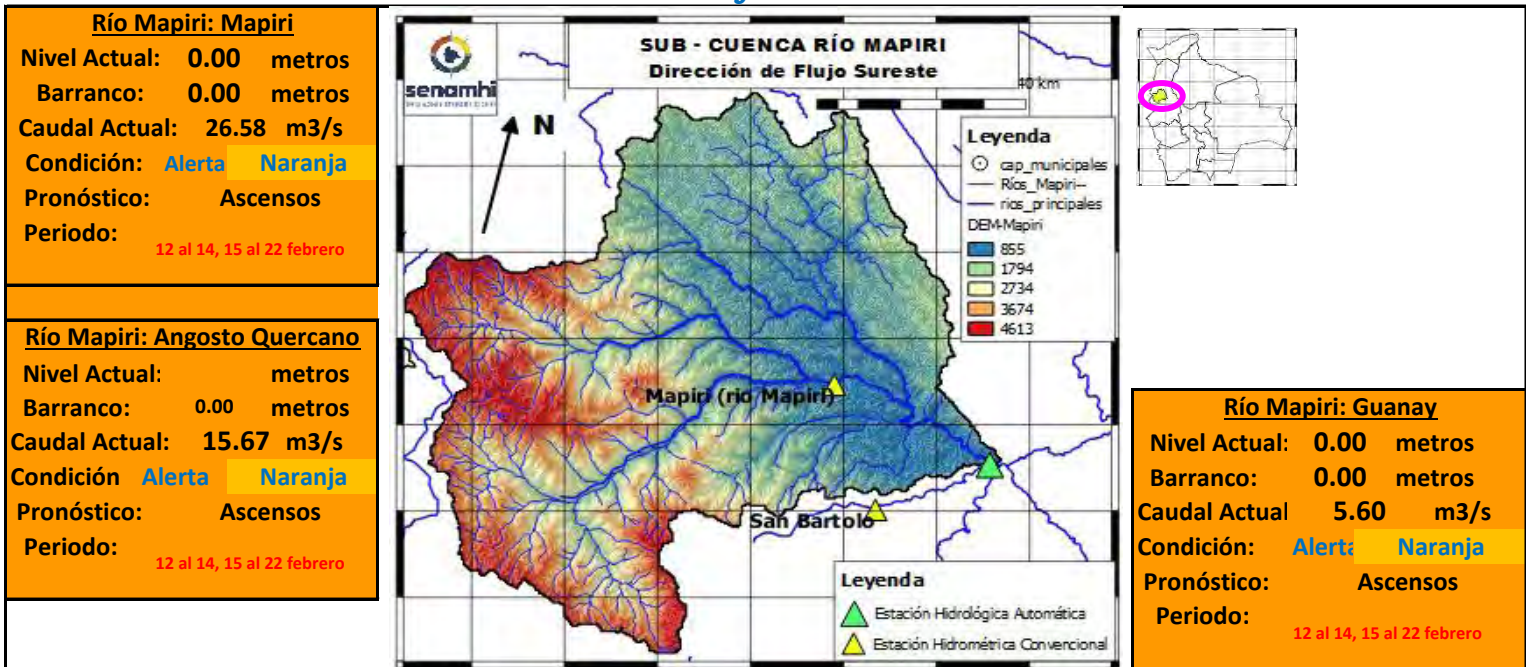 Río Mapiri: Mapiri
Nivel Actual: 0.00 metros
Barranco: 0.00 metros
Caudal Actual: 26.58 m3/s
Condición: Alerta Naranja
Pronóstico: Ascensos
Periodo:
12 al 14, 15 al 22 febrero
Río Mapiri: Angosto Quercano
Nivel Actual: metros
Barranco: 0.00 metros
Caudal Actual: 15.67 m3/s
Condición Alerta Naranja
Pronóstico: Ascensos
Periodo:
12 al 14, 15 al 22 febrero
senamhi
SUB - CUENCA RÍO MAPIRI
Dirección de Flujo Sureste
40 km
N
Leyenda
cap_municipales
Ríos_Mapiri--
rios_principales
DEM-Mapiri
855
1794
2734
3674
4613
Mapiri (rio Mapiri)
San Bartolo
Leyenda
Estación Hidrológica Automática
Estación Hidrométrica Convencional
Río Mapiri: Guanay
Nivel Actual: 0.00 metros
Barranco: 0.00 metros
Caudal Actual 5.60 m3/s
Condición: Alerta Naranja
Pronóstico: Ascensos
Periodo:
12 al 14, 15 al 22 febrero